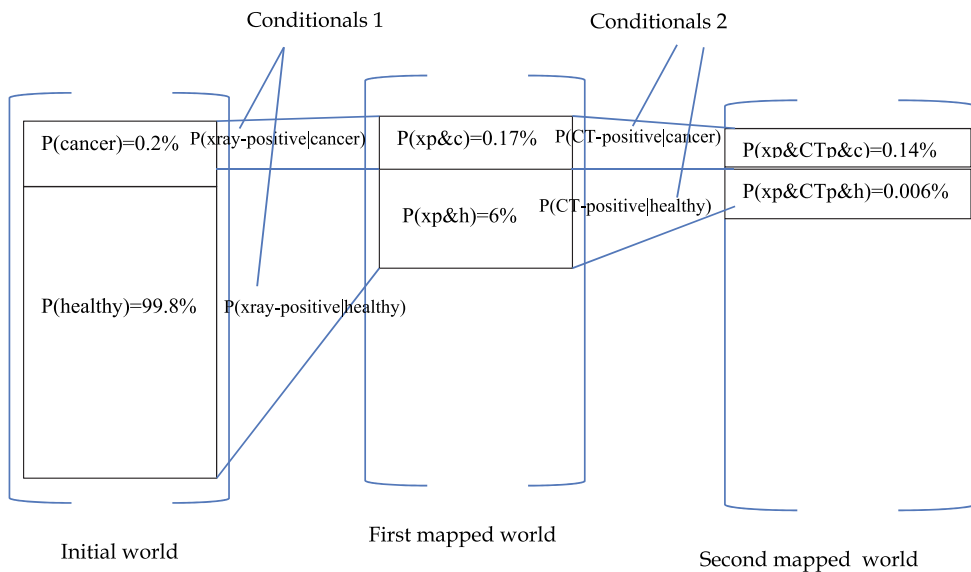 Conditionals 1
Conditionals 2
P(cancer)=0.2%
P(xray-positive|cancer)
P(xp&c)=0.17%
P(CT-positive|cancer)
P(xp&CTp&c)=0.14%
P(xp&h)=6%
P(CT-positive|healthy)
P(xp&CTp&h)=0.006%
P(healthy)=99.8%
P(xray-positive|healthy)
Initial world
First mapped world
Second mapped world